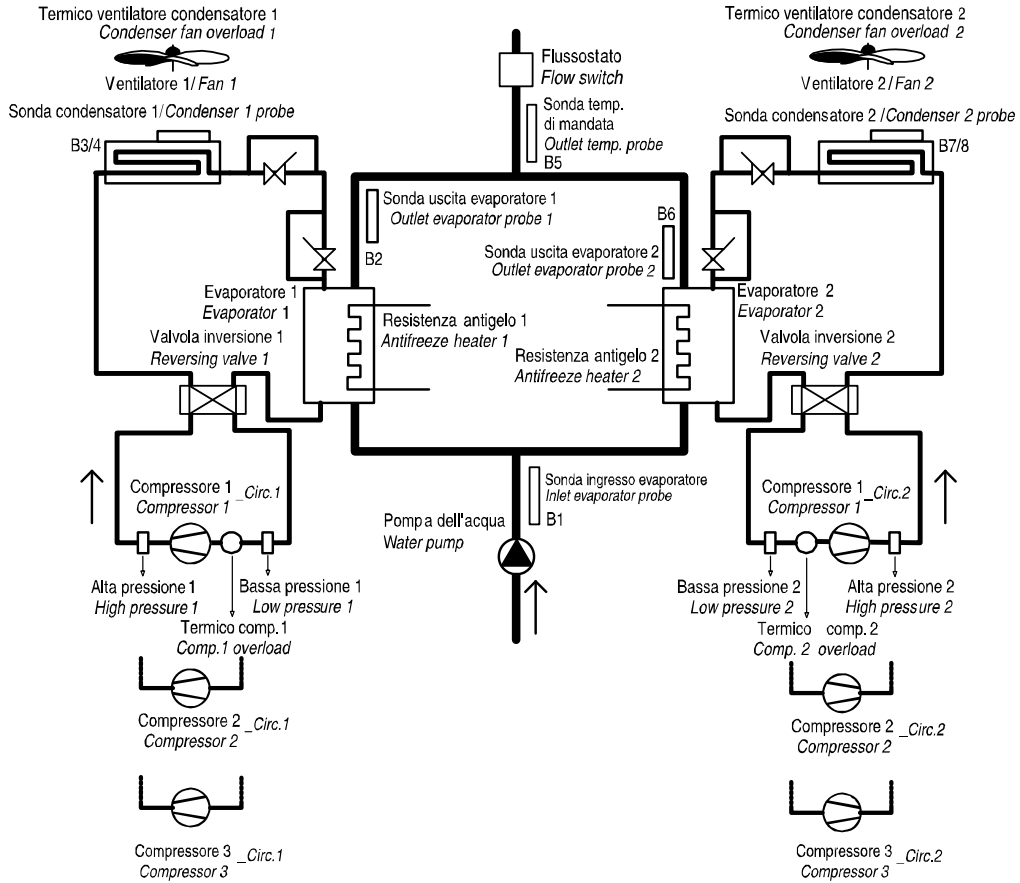 Termico ventilatore condensatore 1
Condenser fan overload 1
Ventilatore 1/ Fan 1
Sonda condensatore 1/Condenser 1 probe
B3/4
Termico ventilatore condensatore 2
Condenser fan overload 2
Ventilatore 2/ Fan 2
Sonda condensatore 2 /Condenser 2 probe
B7/8
Flussostato
Flow switch
Sonda temp.
di mandata
Outlet temp. probe
B5
Sonda uscita evaporatore 1
Outlet evaporator probe 1
B2
B6
Sonda uscita evaporatore 2
Outlet evaporator probe 2
Evaporatore 1
Evaporator 1
Valvola inversione 1
Reversing valve 1
Resistenza antigelo 1
Antifreeze heater 1
Resistenza antigelo 2
Antifreeze heater 2
Evaporatore 2
Evaporator 2
Valvola inversione 2
Reversing valve 2
Compressore 1 _Circ.1
Compressor 1
Alta pressione 1
High pressure 1
Bassa pressione 1
Low pressure 1
Termico comp.1
Comp.1 overload
Compressore 2 _Circ.1
Compressor 2
Compressore 3 _Circ.1
Compressor 3
Sonda ingresso evaporatore
Inlet evaporator probe
B1
Pompa dell'acqua
Water pump
Compressore 1 _Circ.2
Compressor 1
Bassa pressione 2
Low pressure 2
Alta pressione 2
High pressure 2
Termico comp. 2
Comp. 2 overload
Compressore 2 _Circ.2
Compressor 2
Compressore 3 _Circ.2
Compressor 3